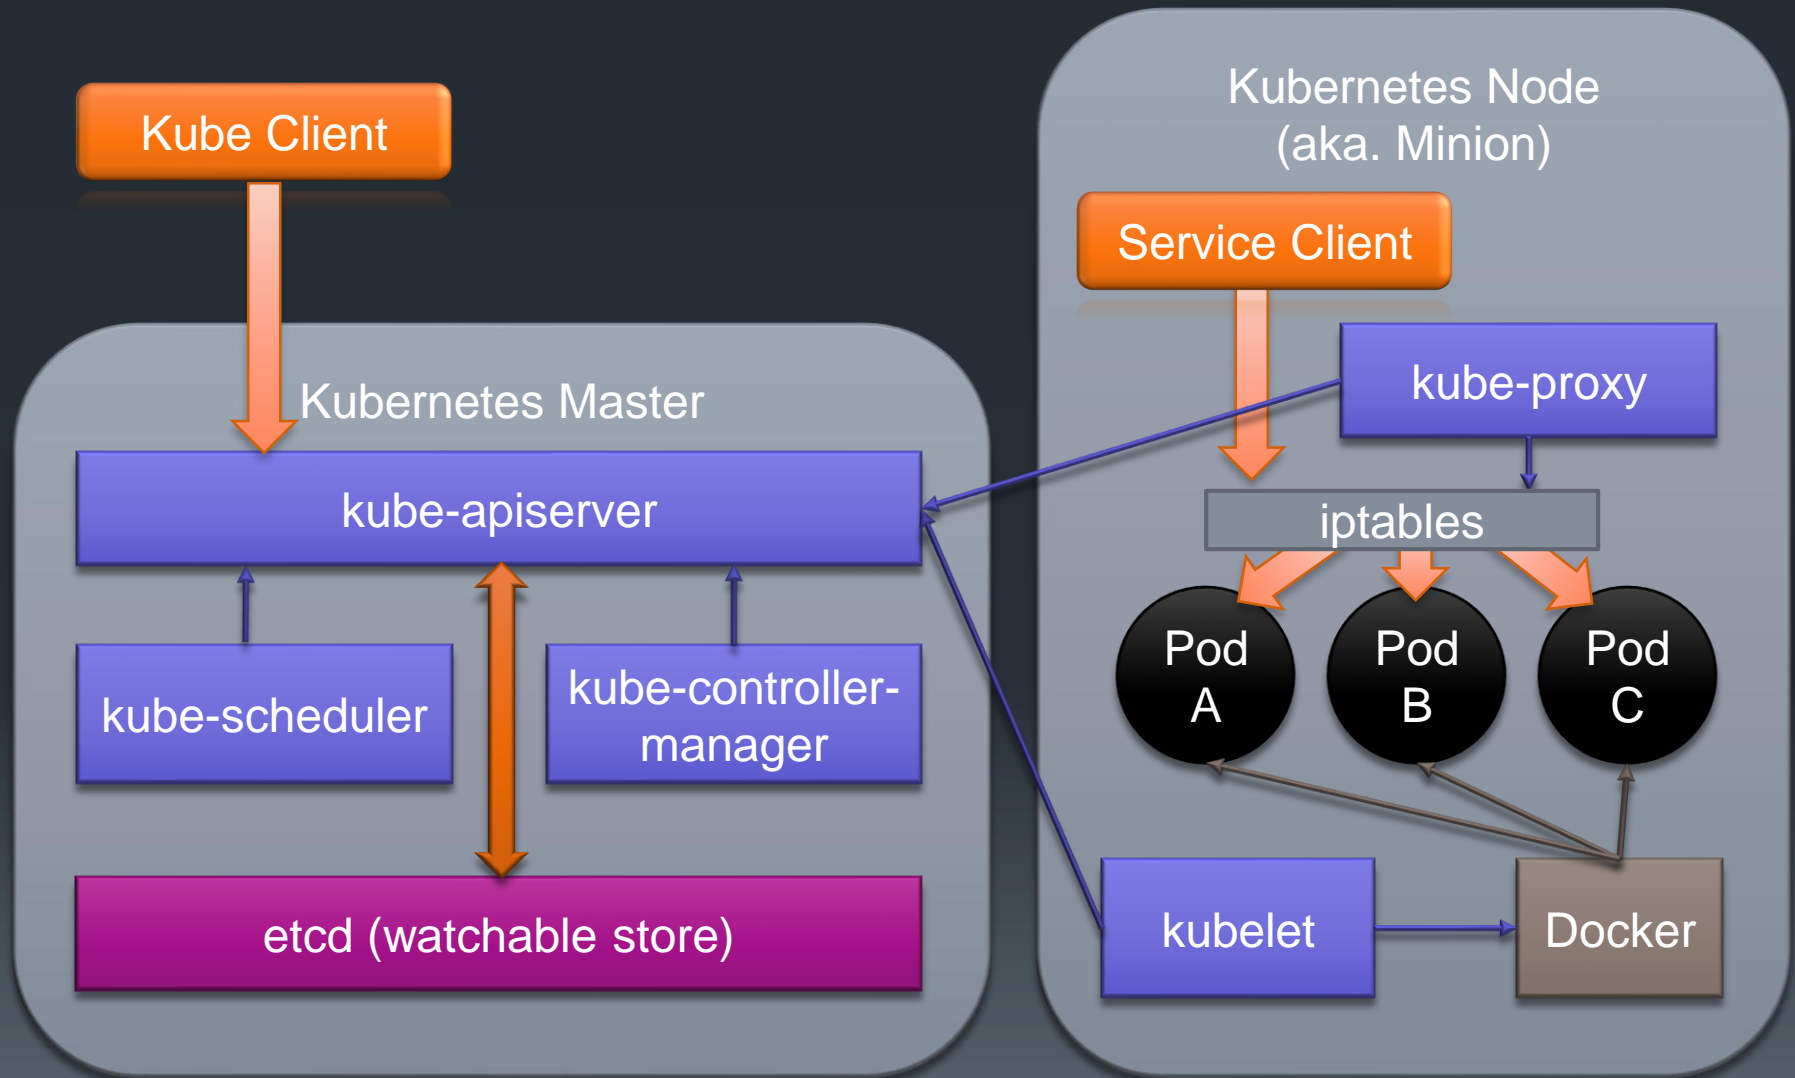 Kube Client
Kubernetes Master
kube-apiserver
kube-scheduler
kube-controller-
manager
etcd (watchable store)
Kubernetes Node
(aka. Minion)
Service Client
kube-proxy
iptables
Pod
A
Pod
B
Pod
C
kubelet
Docker